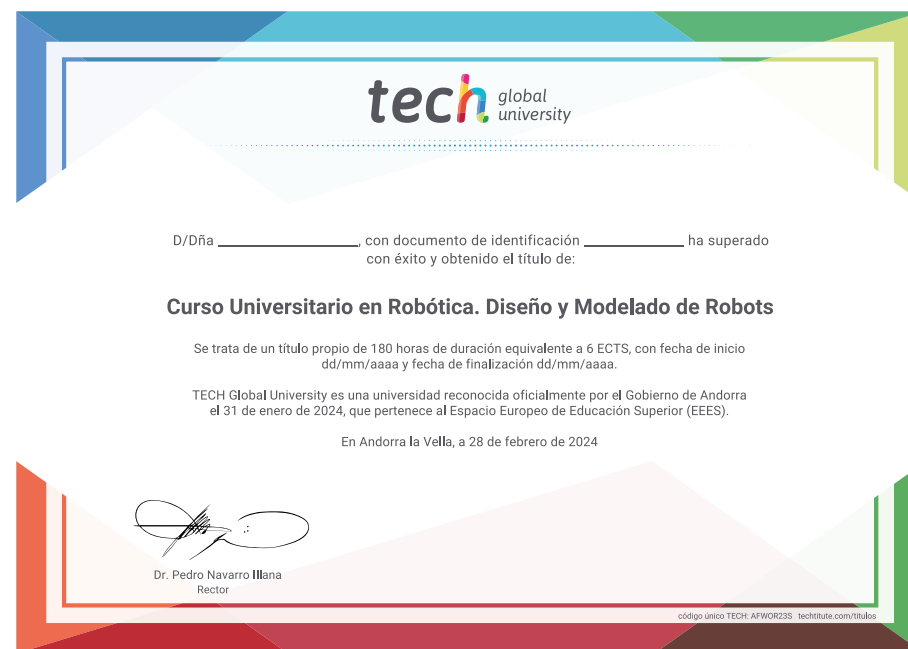 tech global
university
D/Dña ____________________, con documento de identificación ______________ ha superado
con éxito y obtenido el título de:
Curso Universitario en Robótica. Diseño y Modelado de Robots
Se trata de un título propio de 180 horas de duración equivalente a 6 ECTS, con fecha de inicio
dd/mm/aaaa y fecha de finalización dd/mm/aaaa.
TECH Global University es una universidad reconocida oficialmente por el Gobierno de Andorra
el 31 de enero de 2024, que pertenece al Espacio Europeo de Educación Superior (EEES).
En Andorra la Vella, a 28 de febrero de 2024
Dr. Pedro Navarro Illana
Rector
código único TECH: AFWOR23S techtitute.com/titulos